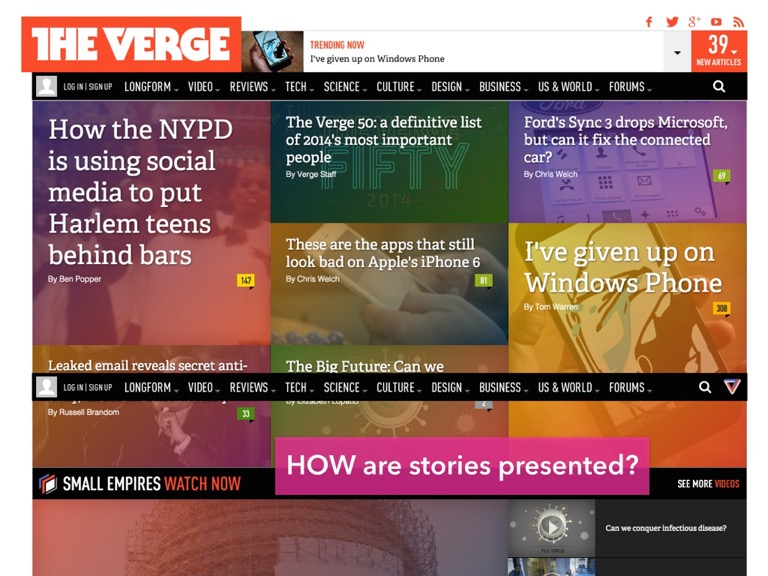 THE VERGE
TRENDING NOW
I've given up on Windows Phone
39
NEW ARTICLES
LOG IN | SIGN UP LONGFORM VIDEO REVIEWS TECH SCIENCE CULTURE DESIGN BUSINESS US & WORLD FORUMS
How the NYPD
is using social
media to put
Harlem teens
behind bars
By Ben Popper
147
The Verge 50: a definitive list
of 2014's most important
people
By Verge Staff
FIFTY
2014
Ford's Sync 3 drops Microsoft,
but can it fix the connected
car?
By Chris Welch
69
These are the apps that still
look bad on Apple's iPhone 6
By Chris Welch
81
I've given up on
Windows Phone
By Tom Warren
308
Leaked email reveals secret anti-
The Big Future: Can we
LOG IN | SIGN UP LONGFORM VIDEO REVIEWS TECH SCIENCE CULTURE DESIGN BUSINESS US & WORLD FORUMS
By Russell Brandom
33
By Elizabeth Lopatto
2
HOW are stories presented?
SMALL EMPIRES WATCH NOW
SEE MORE VIDEOS
Can we conquer infectious disease?
FLU VIRUS